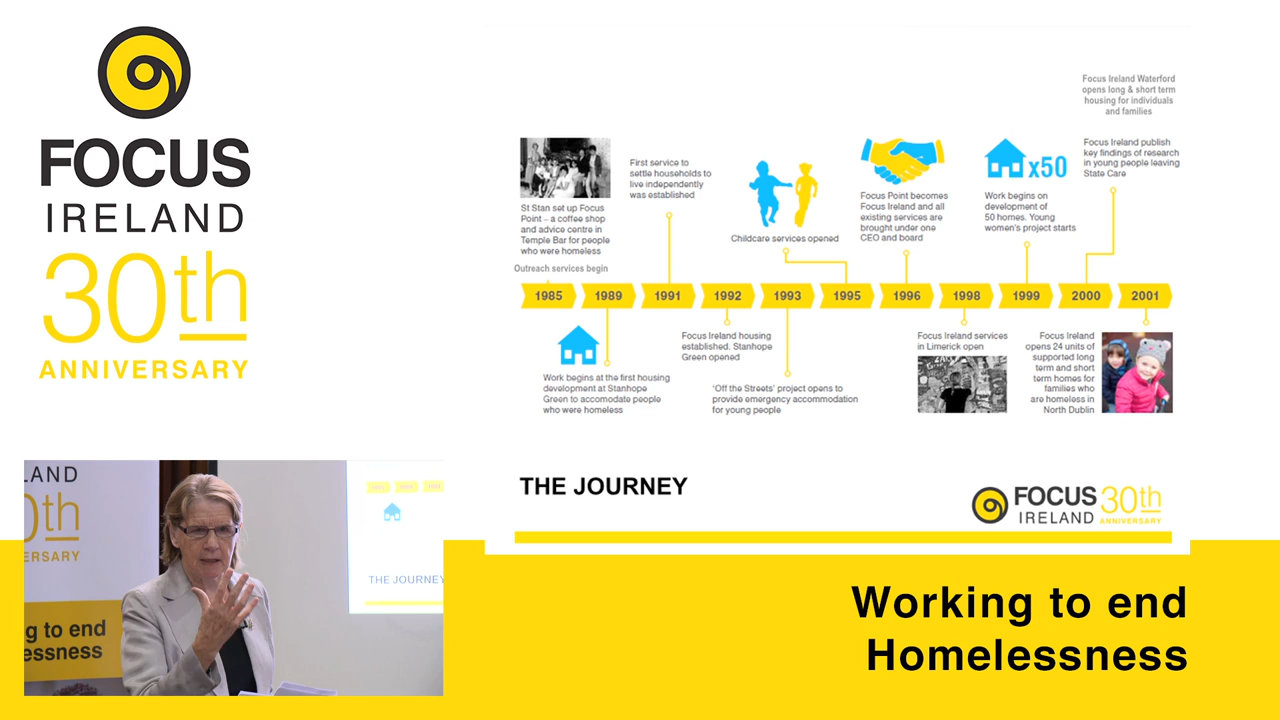 FOCUS
IRELAND
30th
ANNIVERSARY
Focus Ireland Waterford
opens long & short term
housing for individuals
and families
St Stan set up Focus
Point – a coffee shop
and advice centre in
Temple Bar for people
who were homeless
Outreach services begin
First service to
settle households to
live independently
was established
Childcare services opened
Focus Point becomes
Focus Ireland and all
existing services are
brought under one
CEO and board
x50
Work begins on
development of
50 homes. Young
women's project starts
Focus Ireland publish
key findings of research
in young people leaving
State Care
1985 1989 1991 1992 1993 1995 1996 1998 1999 2000 2001
Work begins at the first housing
development at Stanhope
Green to accomodate people
who were homeless
Focus Ireland housing
established. Stanhope
Green opened
'Off the Streets' project opens to
provide emergency accommodation
for young people
Focus Ireland services
in Limerick open
Focus Ireland
opens 24 units of
supported long
term and short
term homes for
families who
are homeless in
North Dublin
THE JOURNEY
FOCUS
IRELAND
30th
ANNIVERSARY
LAND
0th
ERSARY
g to end
essness
THE JOURNEY
Working to end
Homelessness